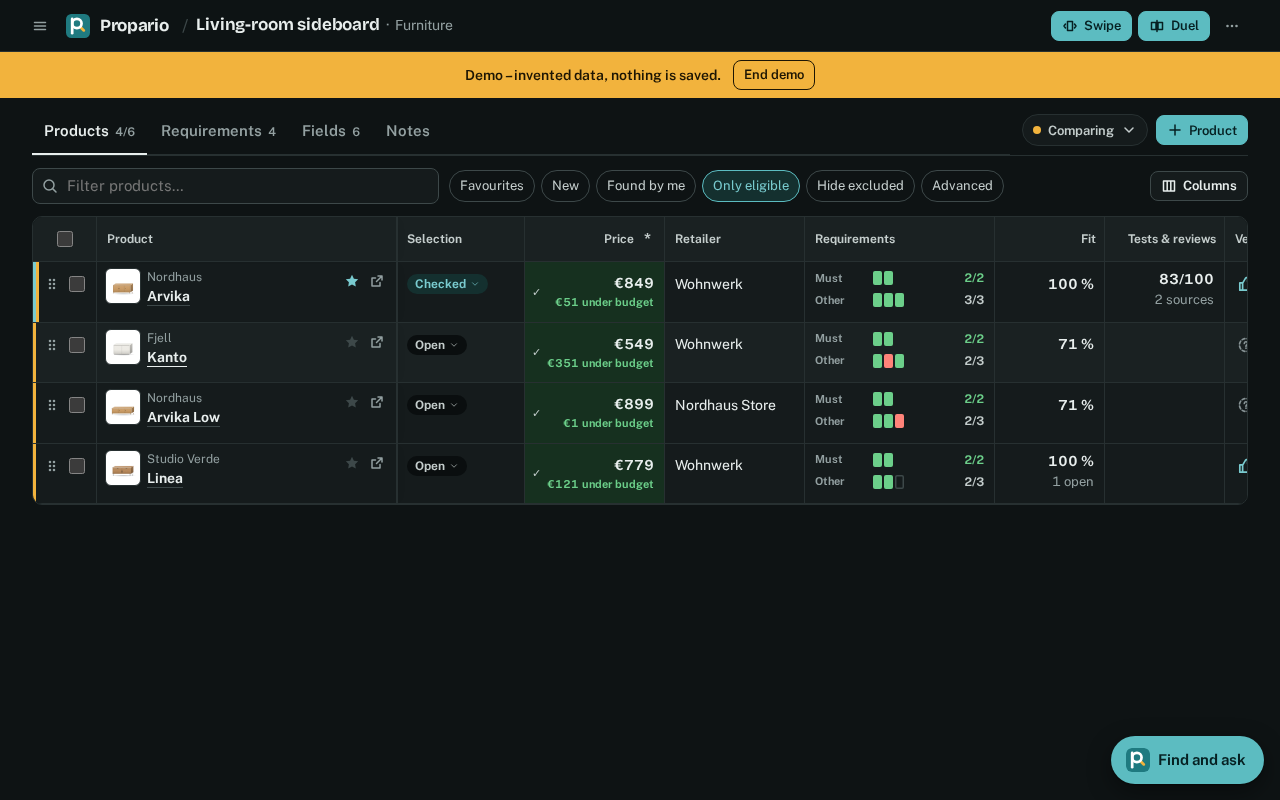 Propario / Living-room sideboard · Furniture
Swipe
Duel
Demo – invented data, nothing is saved.
End demo
Products 4/6
Requirements 4
Fields 6
Notes
Comparing
Product
Filter products...
Favourites
New
Found by me
Only eligible
Hide excluded
Advanced
Columns
Product
Selection
Price *
Retailer
Requirements
Fit
Tests & reviews
Nordhaus
Arvika
Checked
✓
€849
€51 under budget
Wohnwerk
Must 2/2
Other 3/3
100 %
83/100
2 sources
Fjell
Kanto
Open
✓
€549
€351 under budget
Wohnwerk
Must 2/2
Other 2/3
71 %
Nordhaus
Arvika Low
Open
✓
€899
€1 under budget
Nordhaus Store
Must 2/2
Other 2/3
71 %
Studio Verde
Linea
Open
✓
€779
€121 under budget
Wohnwerk
Must 2/2
Other 2/3
100 %
1 open
Find and ask